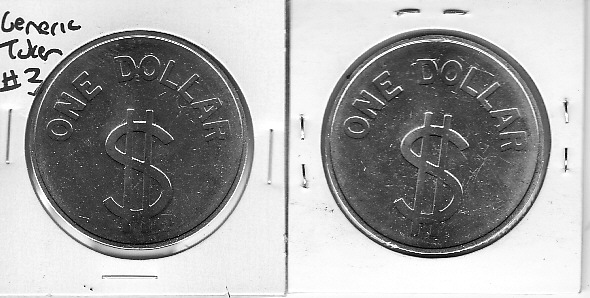 Generic
Token
#3
ONE DOLLAR
$
ONE DOLLAR
$